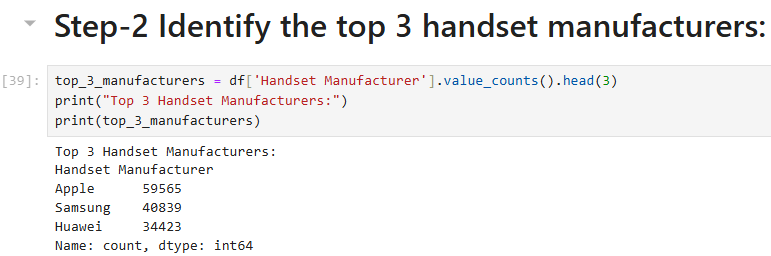 Step-2 Identify the top 3 handset manufacturers:
[39]: top_3_manufacturers = df['Handset Manufacturer'].value_counts().head(3)
print("Top 3 Handset Manufacturers:")
print(top_3_manufacturers)
Top 3 Handset Manufacturers:
Handset Manufacturer
Apple      59565
Samsung    40839
Huawei     34423
Name: count, dtype: int64